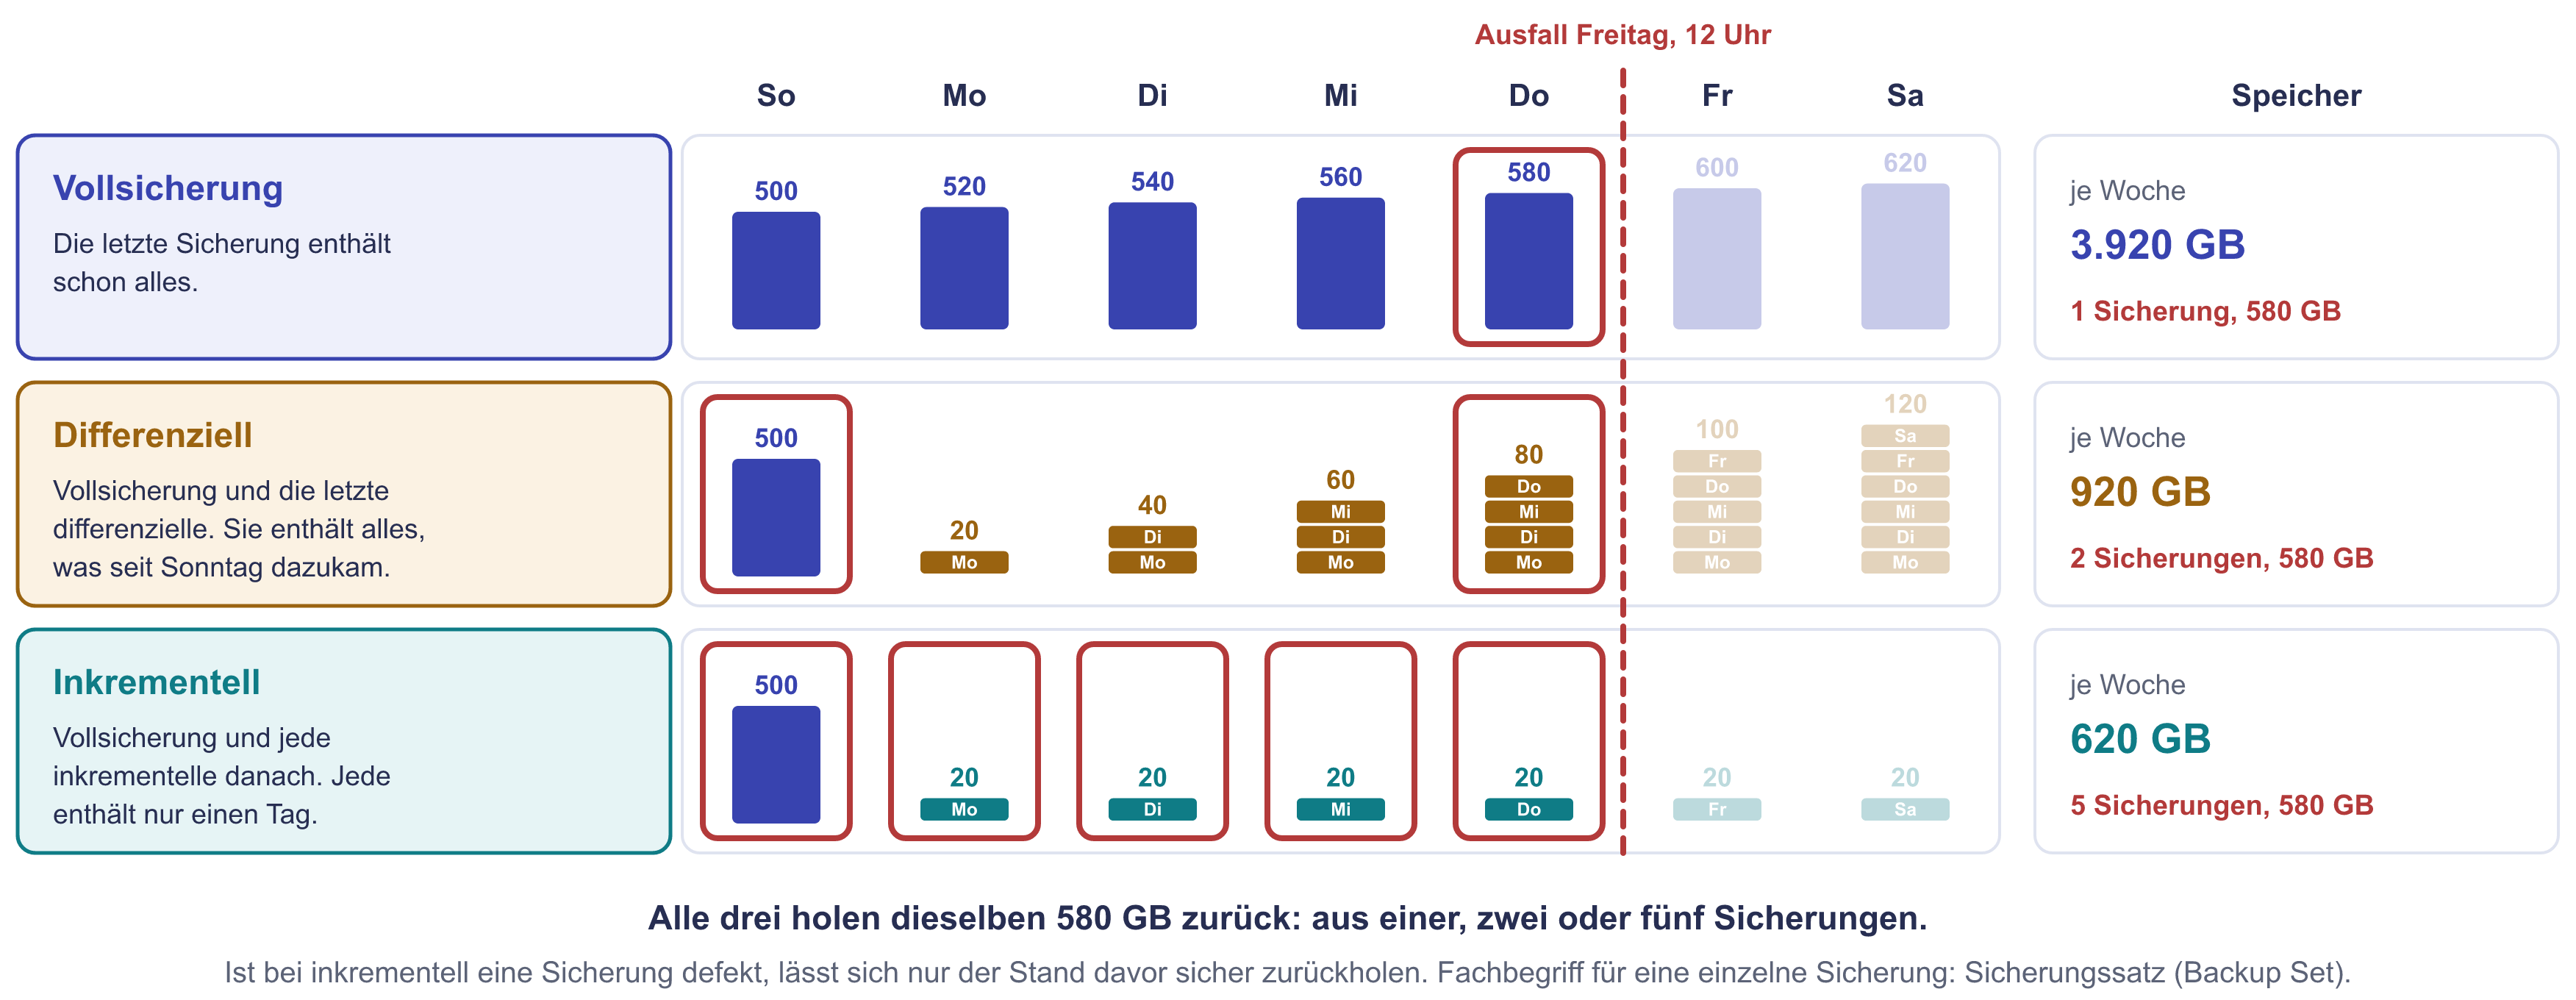 Ausfall Freitag, 12 Uhr
So Mo Di Mi Do Fr Sa Speicher
Vollsicherung
Die letzte Sicherung enthält
schon alles.
500 520 540 560 580 600 620
je Woche
3.920 GB
1 Sicherung, 580 GB
Differenziell
Vollsicherung und die letzte
differenzielle. Sie enthält alles,
was seit Sonntag dazukam.
500
20
Mo
40
Di
Mo
60
Mi
Di
Mo
80
Do
Mi
Di
Mo
100
Fr
Do
Mi
Di
Mo
120
Sa
Fr
Do
Mi
Di
Mo
je Woche
920 GB
2 Sicherungen, 580 GB
Inkrementell
Vollsicherung und jede
inkrementelle danach. Jede
enthält nur einen Tag.
500
20
Mo
20
Di
20
Mi
20
Do
20
Fr
20
Sa
je Woche
620 GB
5 Sicherungen, 580 GB
Alle drei holen dieselben 580 GB zurück: aus einer, zwei oder fünf Sicherungen.
Ist bei inkrementell eine Sicherung defekt, lässt sich nur der Stand davor sicher zurückholen. Fachbegriff für eine einzelne Sicherung: Sicherungssatz (Backup Set).